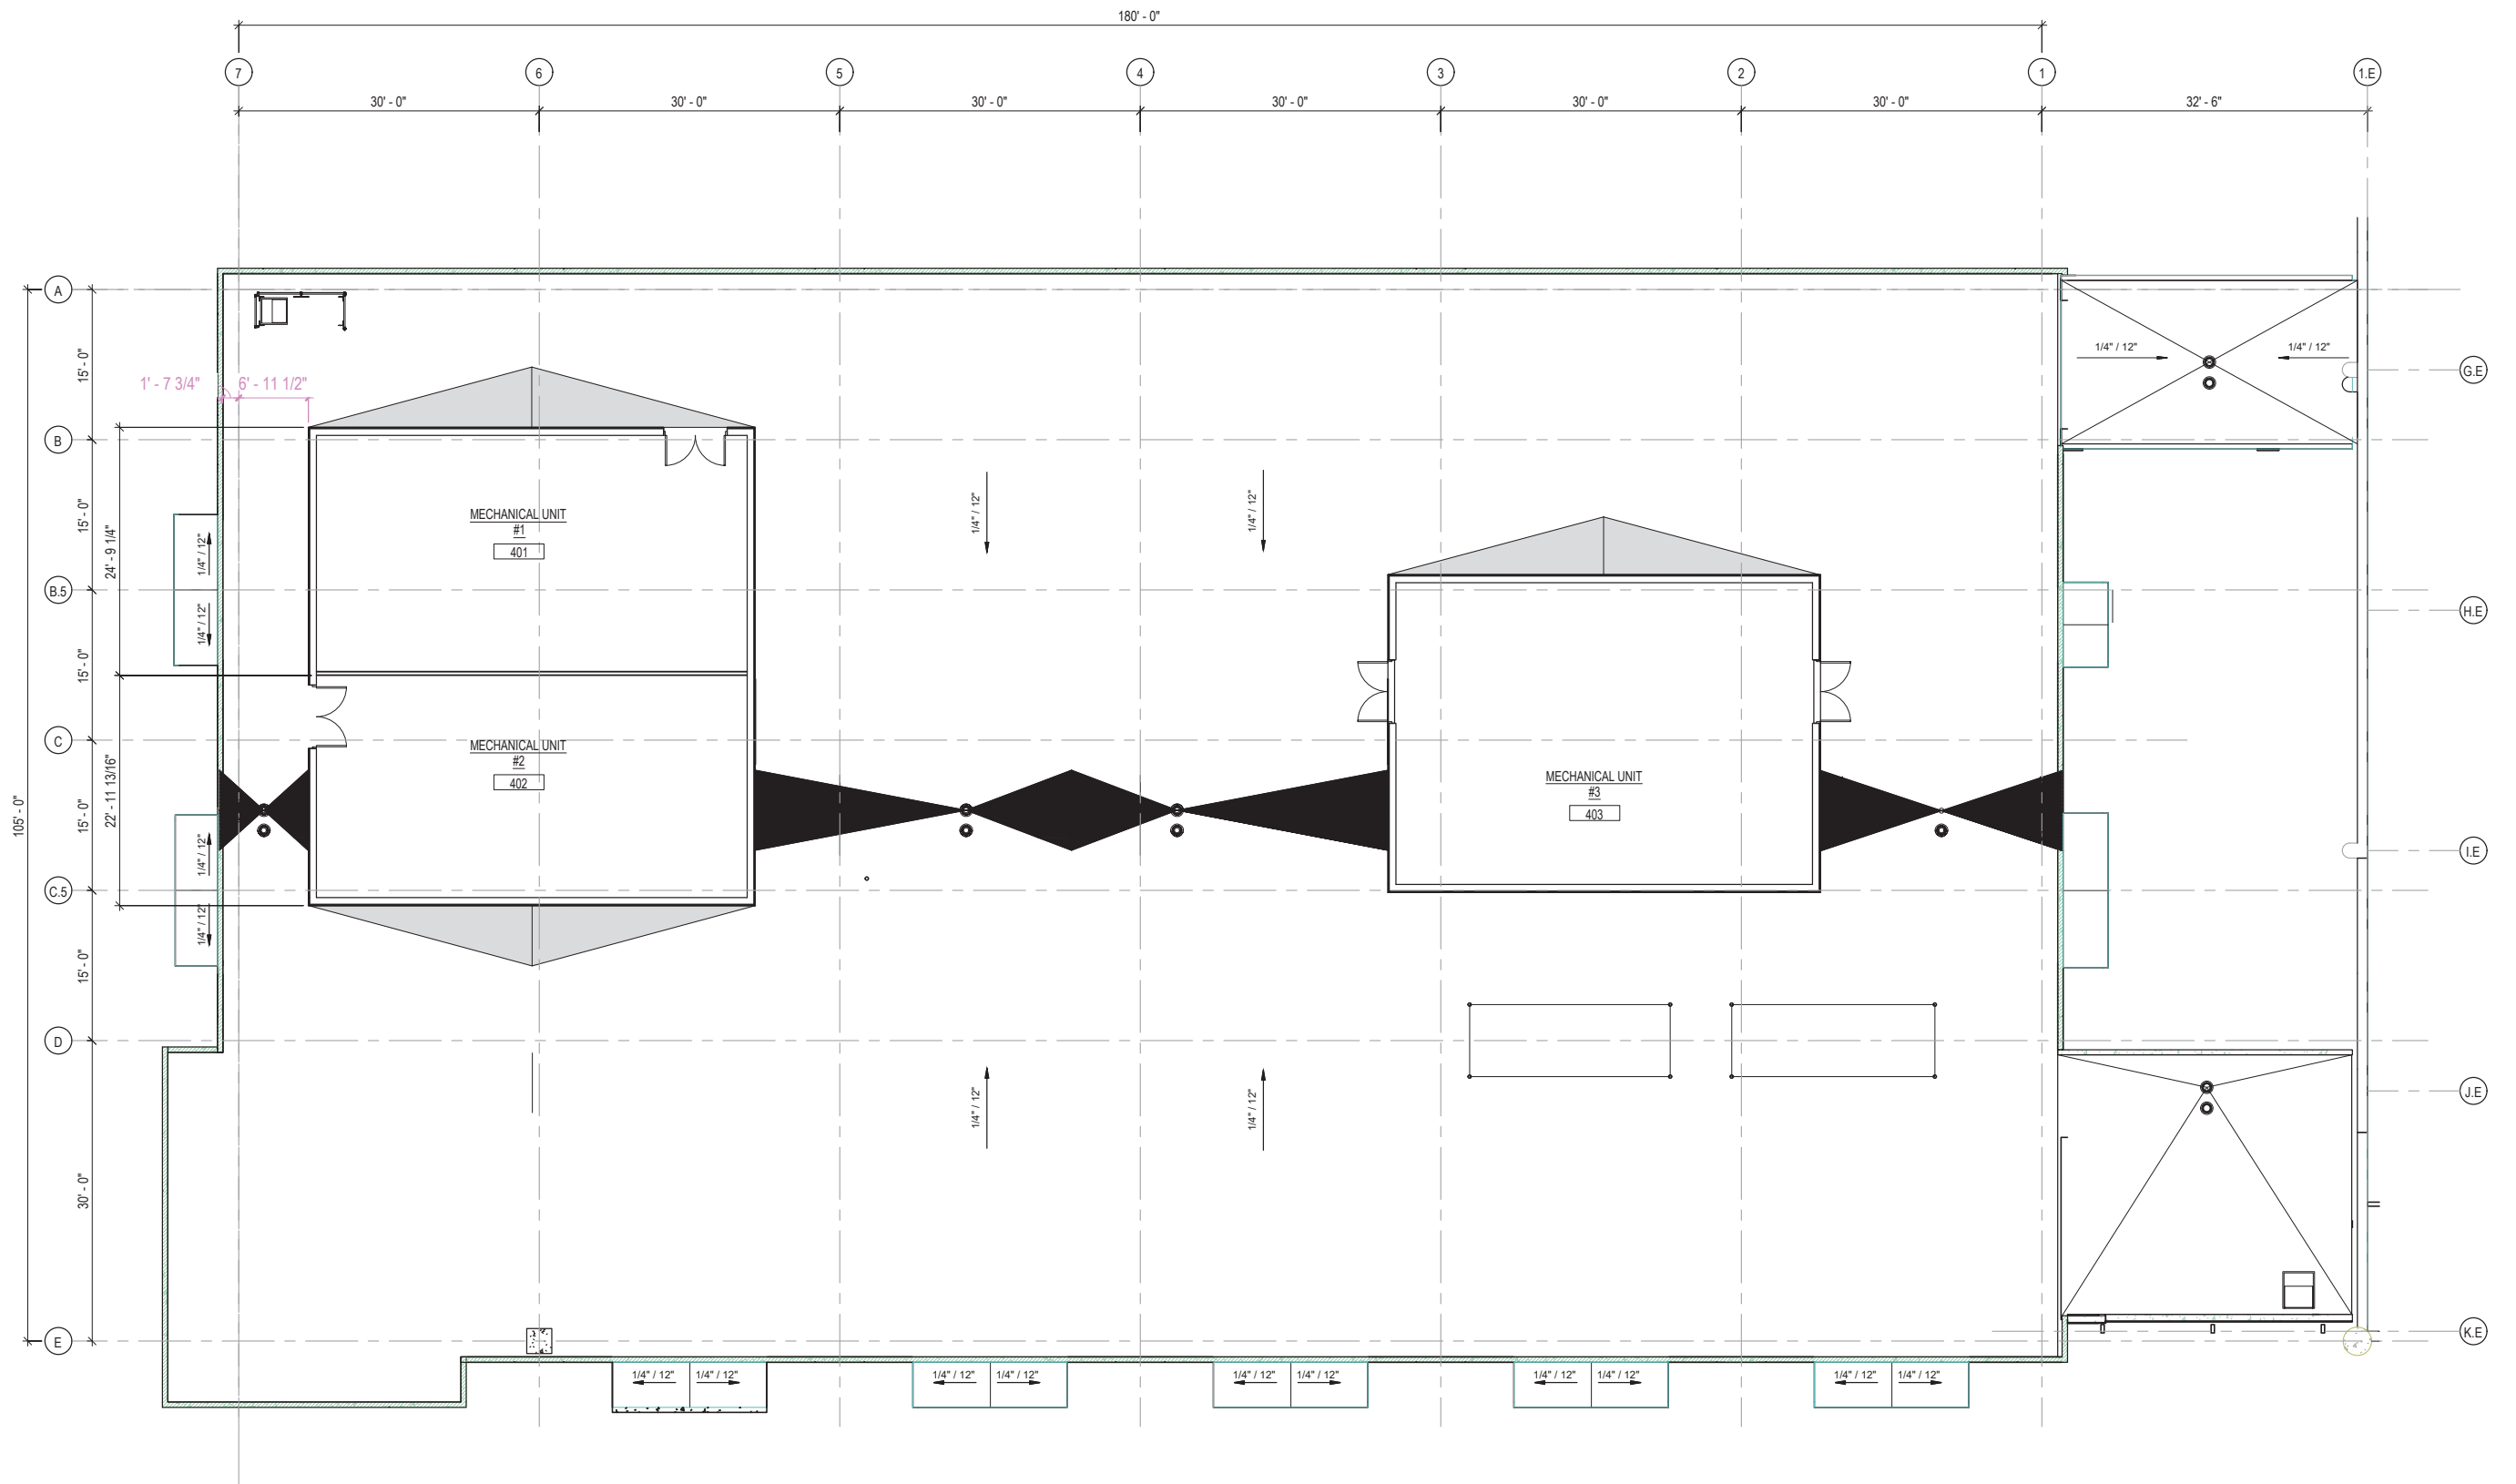 180' - 0"
7
6
5
4
3
2
1
1.E
30' - 0"
30' - 0"
30' - 0"
30' - 0"
30' - 0"
30' - 0"
32' - 6"
A
B
B.5
C
C.5
D
E
105' - 0"
15' - 0"
15' - 0"
15' - 0"
15' - 0"
15' - 0"
30' - 0"
24' - 9 1/4"
22' - 11 13/16"
1' - 7 3/4"
6' - 11 1/2"
1/4" / 12"
1/4" / 12"
1/4" / 12"
1/4" / 12"
MECHANICAL UNIT
#1
401
MECHANICAL UNIT
#2
402
1/4" / 12"
1/4" / 12"
MECHANICAL UNIT
#3
403
1/4" / 12"
1/4" / 12"
1/4" / 12"
1/4" / 12"
G.E
H.E
I.E
J.E
K.E
1/4" / 12"
1/4" / 12"
1/4" / 12"
1/4" / 12"
1/4" / 12"
1/4" / 12"
1/4" / 12"
1/4" / 12"
1/4" / 12"
1/4" / 12"